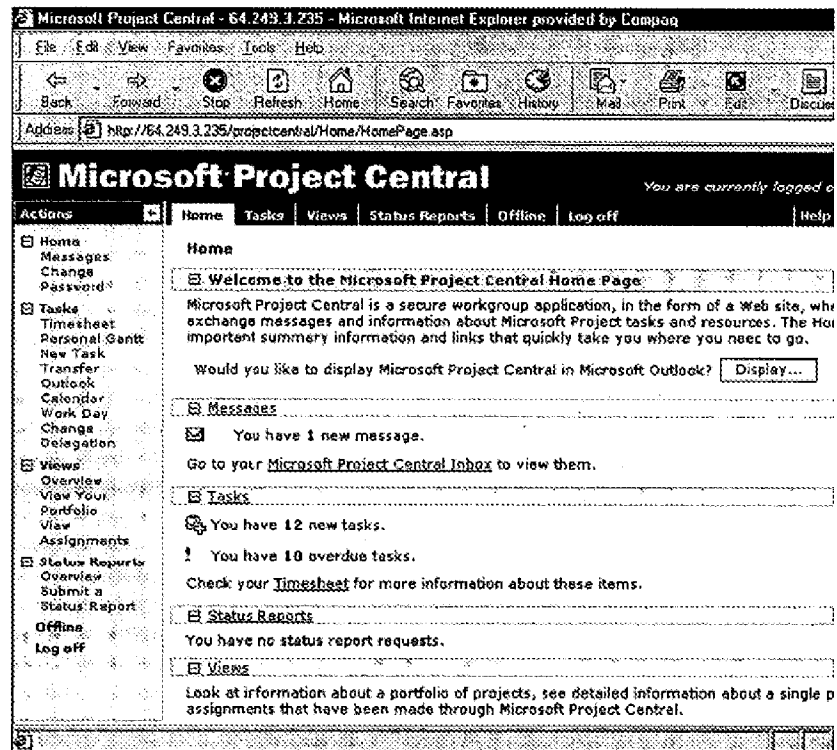 Microsoft Project Central - 64.249.3.235 - Microsoft Internet Explorer provided by Compaq
File Edit View Favorites Tools Help
Back Forward Stop Refresh Home Search Favorites History Mail Print Edit Discuss
Address http://64.249.3.235/projectcentral/Home/HomePage.asp
Microsoft Project Central
You are currently logged o
Actions
Home Tasks Views Status Reports Offline Log off Help
Home
Messages
Change
Password
Tasks
Timesheet
Personal Gantt
New Task
Transfer
Outlook
Calendar
Work Day
Change
Delegation
Views
Overview
View Your
Portfolio
View
Assignments
Status Reports
Overview
Submit a
Status Report
Offline
Log off
Home
Welcome to the Microsoft Project Central Home Page
Microsoft Project Central is a secure workgroup application, in the form of a Web site, whe
exchange messages and information about Microsoft Project tasks and resources. The Ho
important summary information and links that quickly take you where you need to go.
Would you like to display Microsoft Project Central in Microsoft Outlook? Display...
Messages
You have 1 new message.
Go to your Microsoft Project Central Inbox to view them.
Tasks
You have 12 new tasks.
! You have 10 overdue tasks.
Check your Timesheet for more information about these items.
Status Reports
You have no status report requests.
Views
Look at information about a portfolio of projects, see detailed information about a single p
assignments that have been made through Microsoft Project Central.